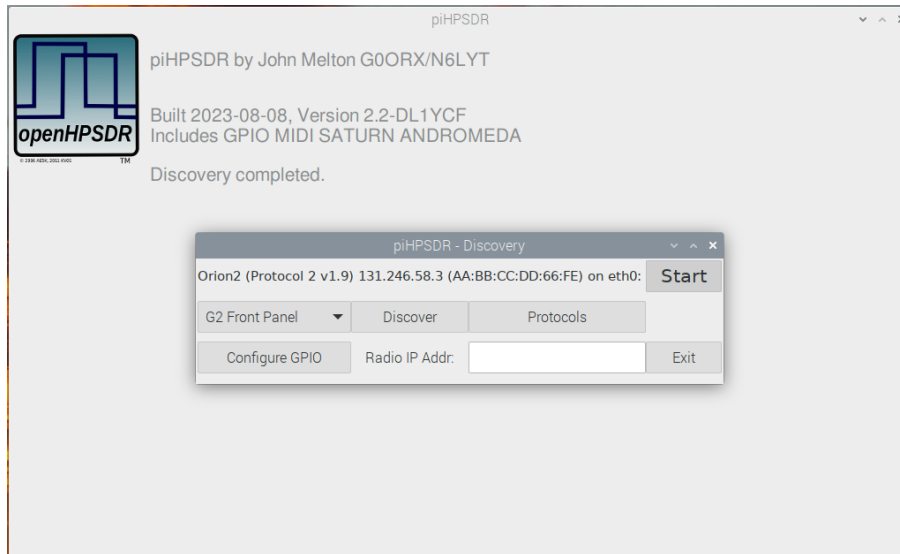 piHPSDR
piHPSDR by John Melton G0ORX/N6LYT
Built 2023-08-08, Version 2.2-DL1YCF
Includes GPIO MIDI SATURN ANDROMEDA
Discovery completed.
openHPSDR
TM
piHPSDR - Discovery
Orion2 (Protocol 2 v1.9) 131.246.58.3 (AA:BB:CC:DD:66:FE) on eth0: Start
G2 Front Panel Discover Protocols
Configure GPIO Radio IP Addr: Exit